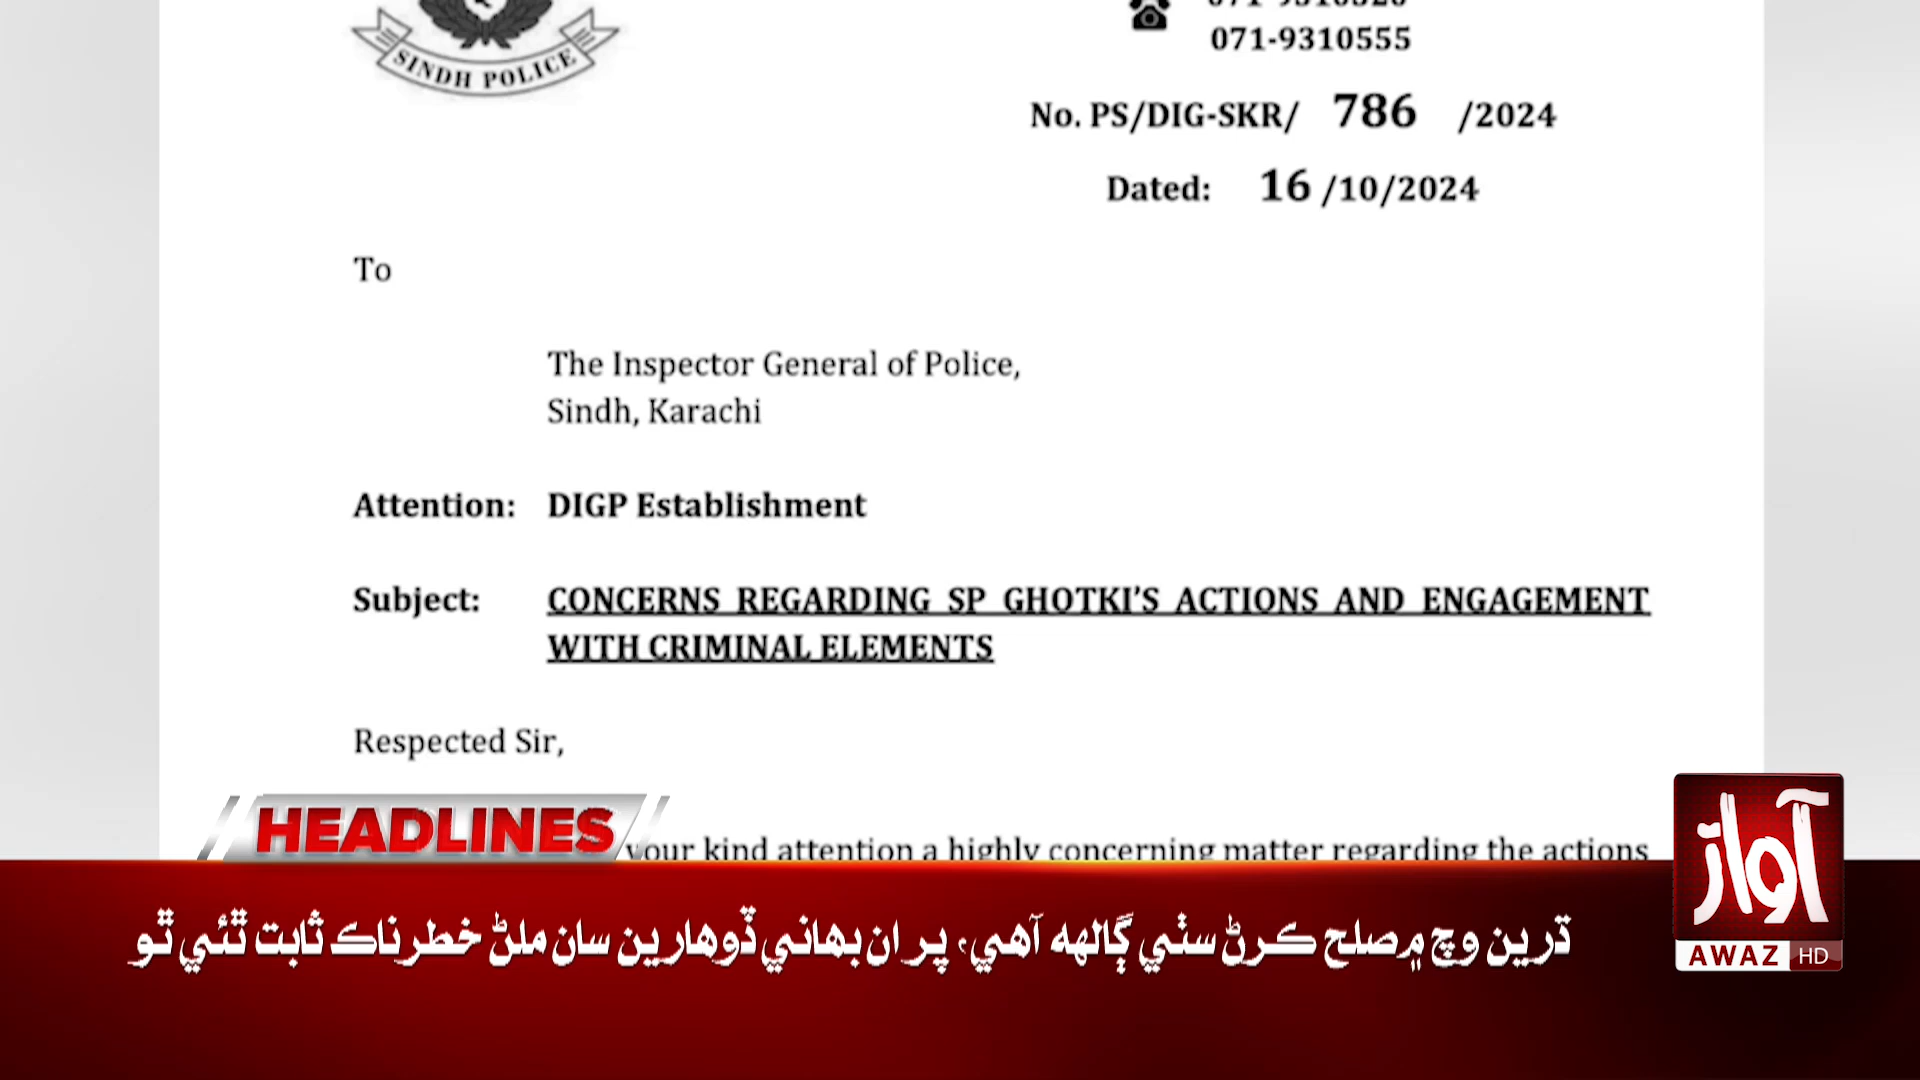 SINDH POLICE
071-9310555
No. PS/DIG-SKR/ 786 /2024
Dated: 16 /10/2024
To
The Inspector General of Police,
Sindh, Karachi
Attention: DIGP Establishment
Subject: CONCERNS REGARDING SP GHOTKI'S ACTIONS AND ENGAGEMENT
WITH CRIMINAL ELEMENTS
Respected Sir,
HEADLINES
your kind attention a highly concerning matter regarding the actions
ڌرين وچ ۾ صلح ڪرڻ سٺي ڳالهه آهي، پر ان بهاني ڏوهارين سان ملڻ خطرناڪ ثابت ٿئي ٿو
آواز
AWAZ HD